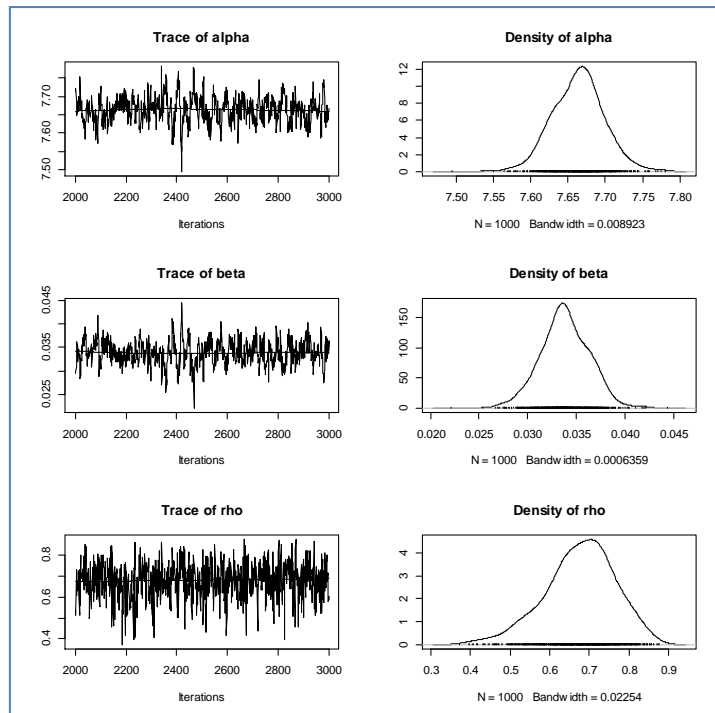 Trace of alpha
7.50 7.60 7.70
2000 2200 2400 2600 2800 3000
Iterations
Density of alpha
0 2 4 6 8 10 12
7.50 7.55 7.60 7.65 7.70 7.75 7.80
N = 1000 Bandwidth = 0.008923
Trace of beta
0.025 0.035 0.045
2000 2200 2400 2600 2800 3000
Iterations
Density of beta
0 50 100 150
0.020 0.025 0.030 0.035 0.040 0.045
N = 1000 Bandwidth = 0.0006359
Trace of rho
0.4 0.6 0.8
2000 2200 2400 2600 2800 3000
Iterations
Density of rho
0 1 2 3 4
0.3 0.4 0.5 0.6 0.7 0.8 0.9
N = 1000 Bandwidth = 0.02254